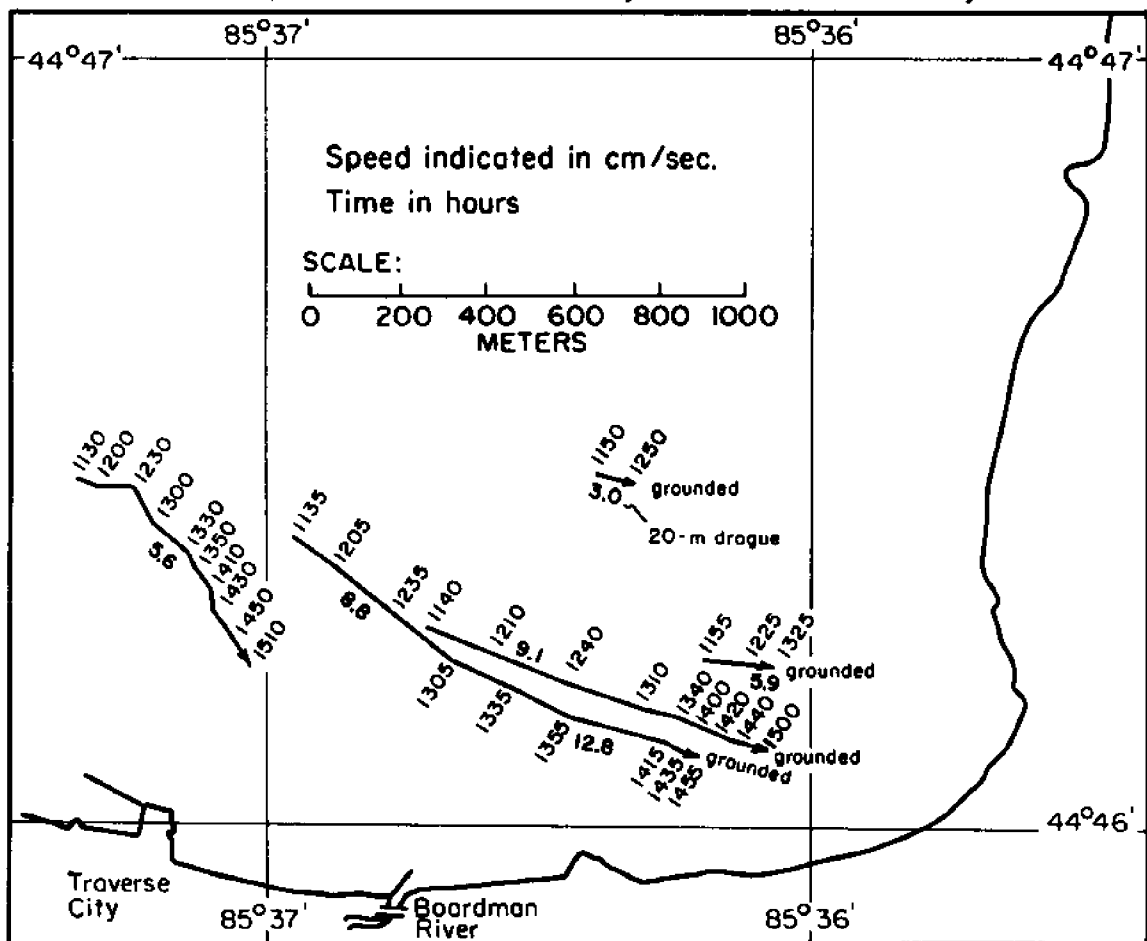 85°37' 85°36'
44°47' 44°47'
Speed indicated in cm/sec.
Time in hours
SCALE:
0 200 400 600 800 1000
METERS
1130 1200 1230 1300 1330 1350 1410 1430 1450 1510
5.6
1135 1205 1235
8.8
1305 1335 1355
12.8
1415 1435 1455
grounded
1140 1210 1240 1310 1340 1400 1420 1440 1500
9.1
grounded
1150 1250
3.0
grounded
20-m drogue
1155 1225 1325
5.9
grounded
44°46'
Traverse
City
85°37'
Boardman
River
85°36'